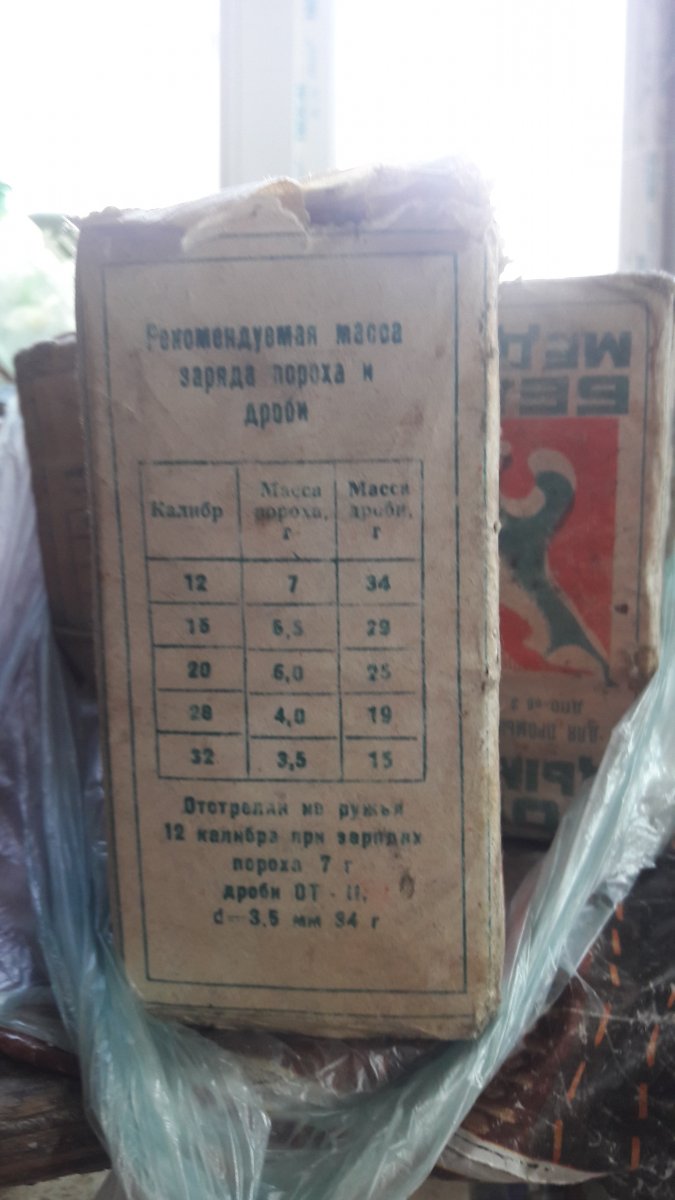 Рекомендуемая масса
заряда пороха и
дроби
Калибр Масса пороха, г Масса дроби, г
12 7 34
16 6,5 29
20 6,0 25
28 4,0 19
32 3,5 15
Отстрелян из ружья
12 калибра при зарядах
пороха 7 г
дроби ОТ - II,
d=3,5 мм 34 г